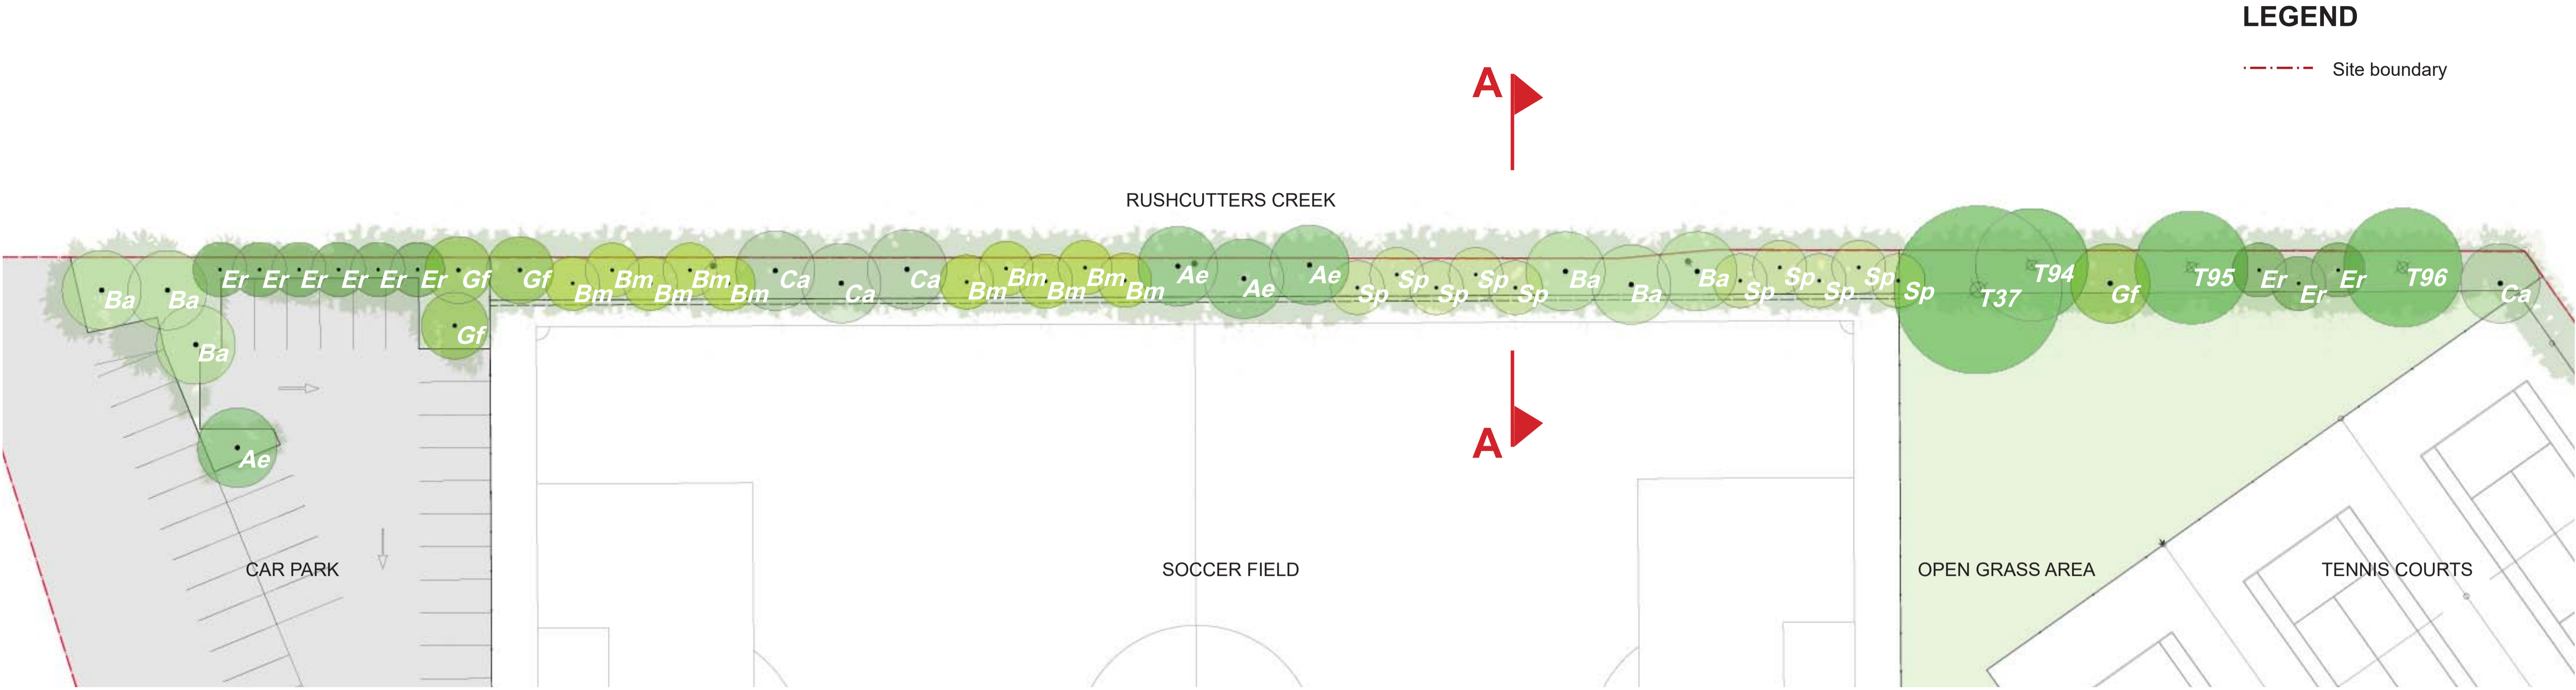 LEGEND
Site boundary
A
RUSHCUTTERS CREEK
Ba Ba Er Er Er Er Er Er Gf Gf Bm Bm Bm Bm Bm Ca Ca Ca Bm Bm Bm Bm Bm Ae Ae Ae Sp Sp Sp Sp Sp Ba Ba Ba Sp Sp Sp Sp Sp T37 T94 Gf T95 Er Er Er T96 Ca
Ba Gf
A
Ae
CAR PARK SOCCER FIELD OPEN GRASS AREA TENNIS COURTS